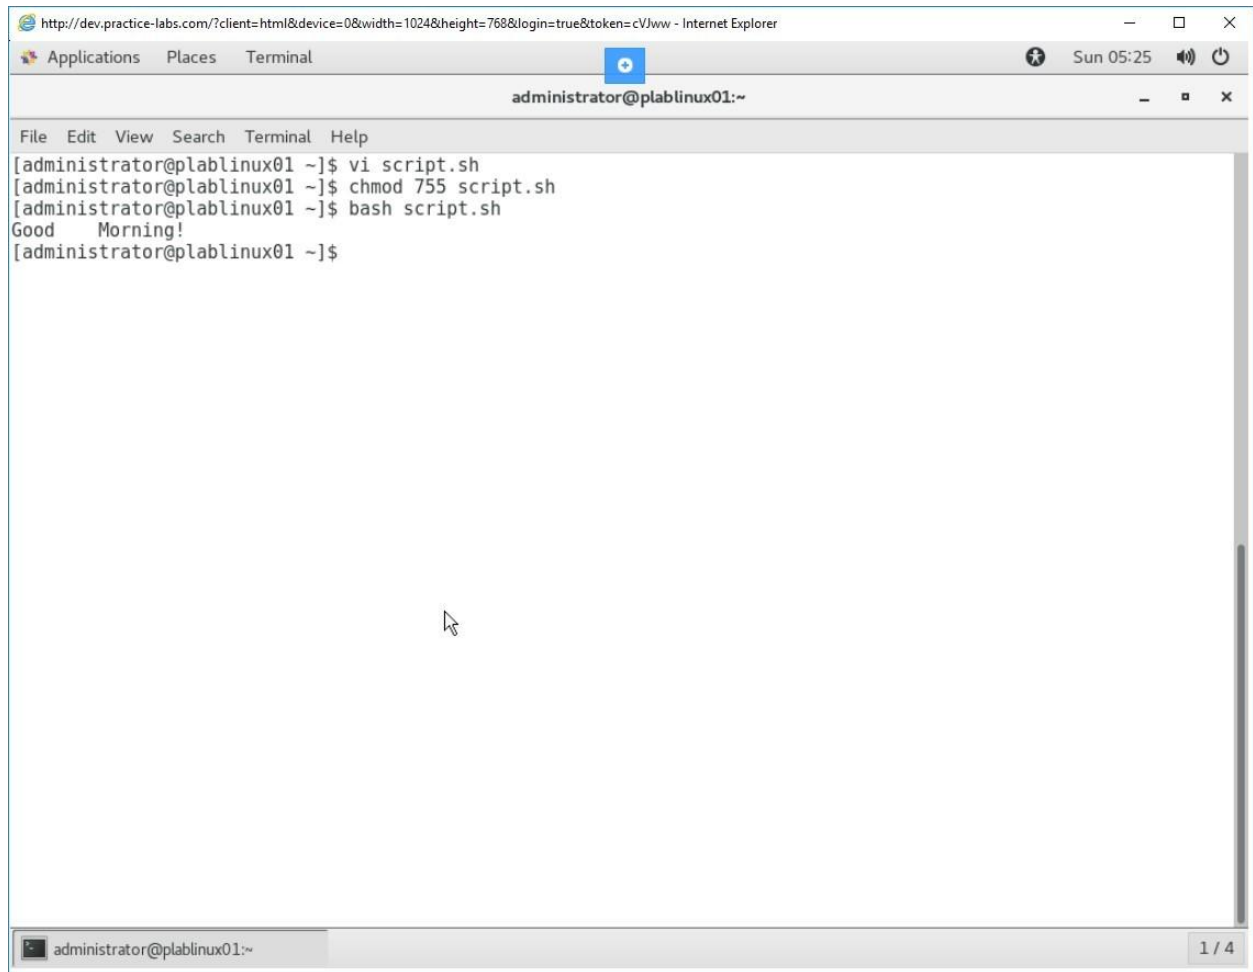 http://dev.practice-labs.com/?client=html&device=0&width=1024&height=768&login=true&token=cVJww - Internet Explorer
Applications Places Terminal Sun 05:25
administrator@plablinux01:~
File Edit View Search Terminal Help
[administrator@plablinux01 ~]$ vi script.sh
[administrator@plablinux01 ~]$ chmod 755 script.sh
[administrator@plablinux01 ~]$ bash script.sh
Good    Morning!
[administrator@plablinux01 ~]$
administrator@plablinux01:~ 1 / 4